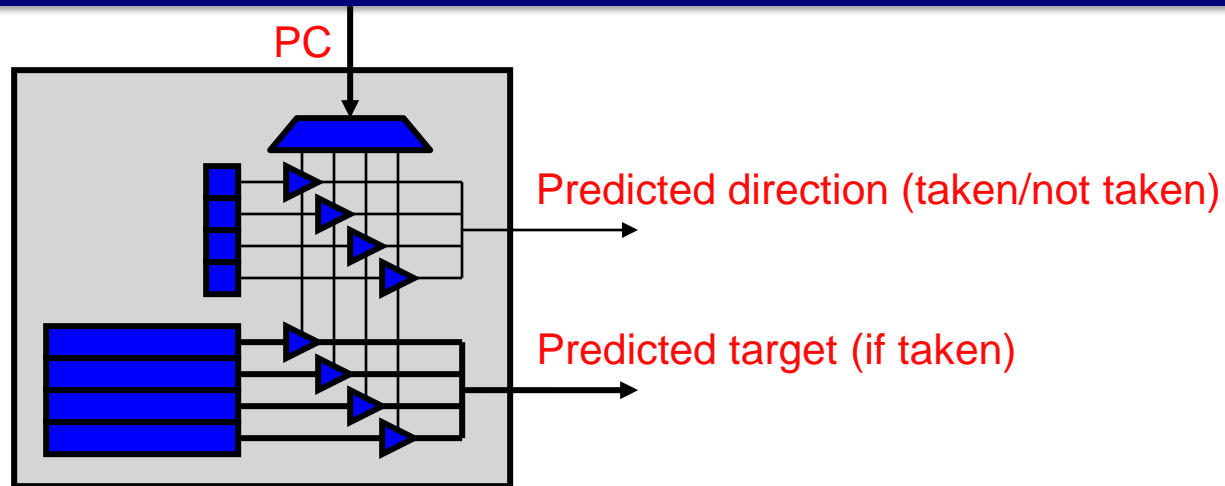 PC
Predicted direction (taken/not taken)
Predicted target (if taken)